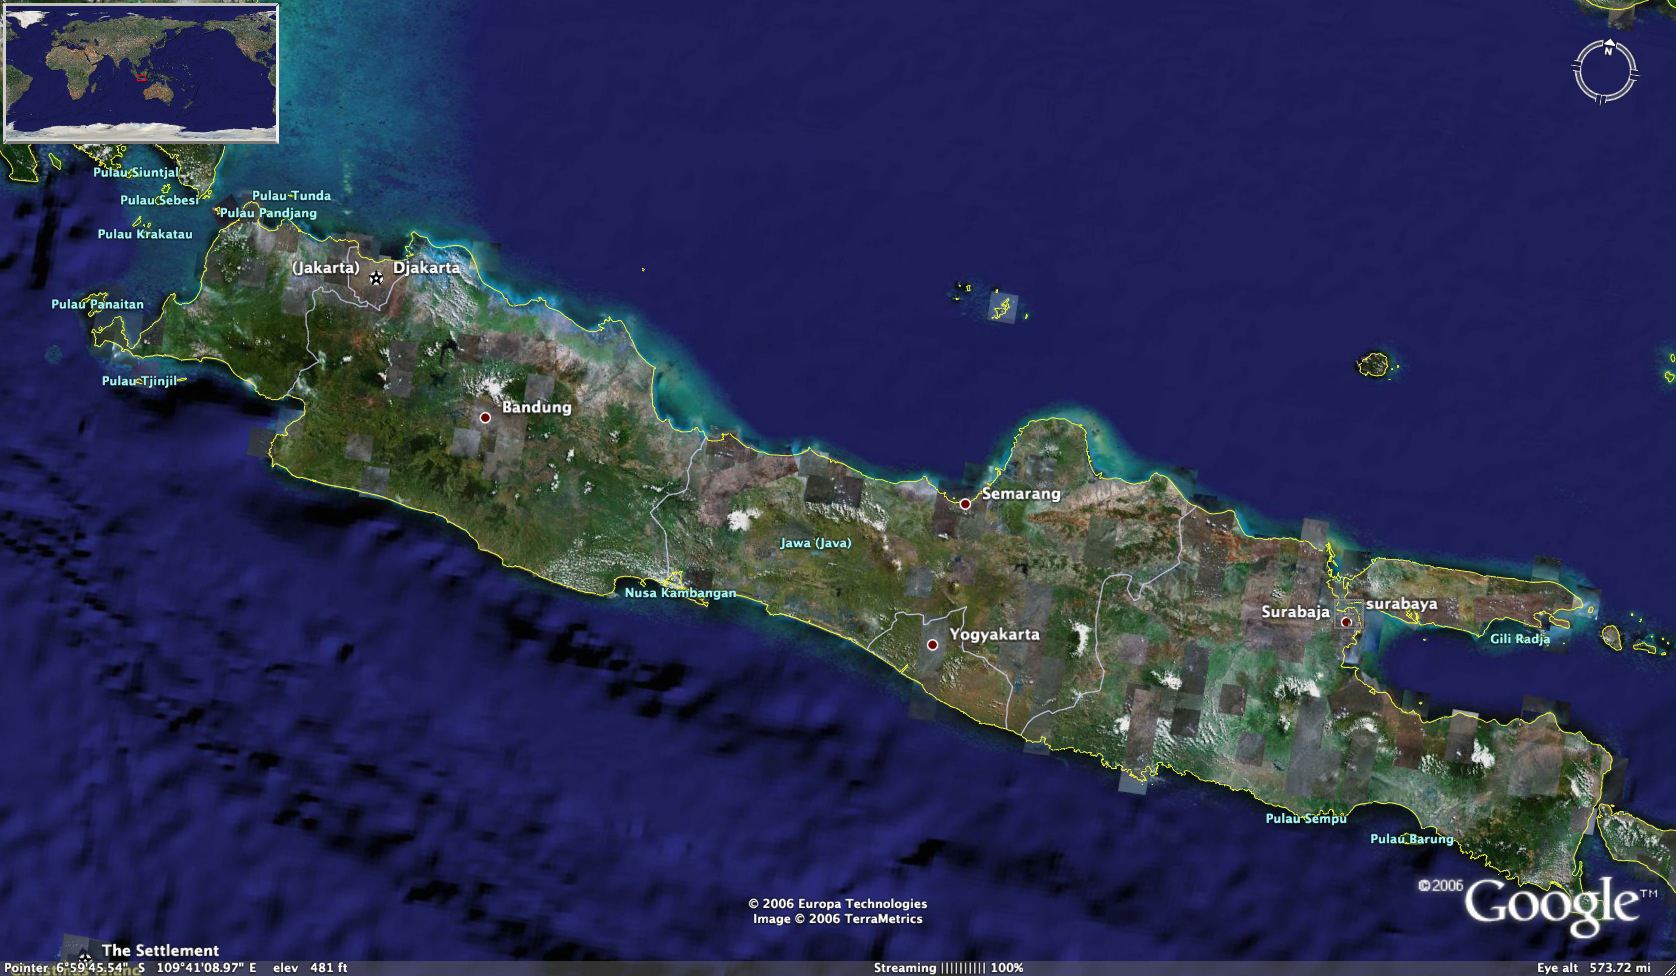 N
Pulau Siuntjal
Pulau Sebesi
Pulau Tunda
Pulau Pandjang
Pulau Krakatau
(Jakarta)
Djakarta
Pulau Panaitan
Pulau Tjinjil
Bandung
Semarang
Jawa (Java)
Nusa Kambangan
Surabaja
surabaya
Yogyakarta
Gili Radja
Pulau Sempu
Pulau Barung
©2006 Google™
© 2006 Europa Technologies
Image © 2006 TerraMetrics
The Settlement
Christmas Island
Pointer 6°59'45.54" S 109°41'08.97" E elev 481 ft
Streaming |||||||||| 100%
Eye alt 573.72 mi